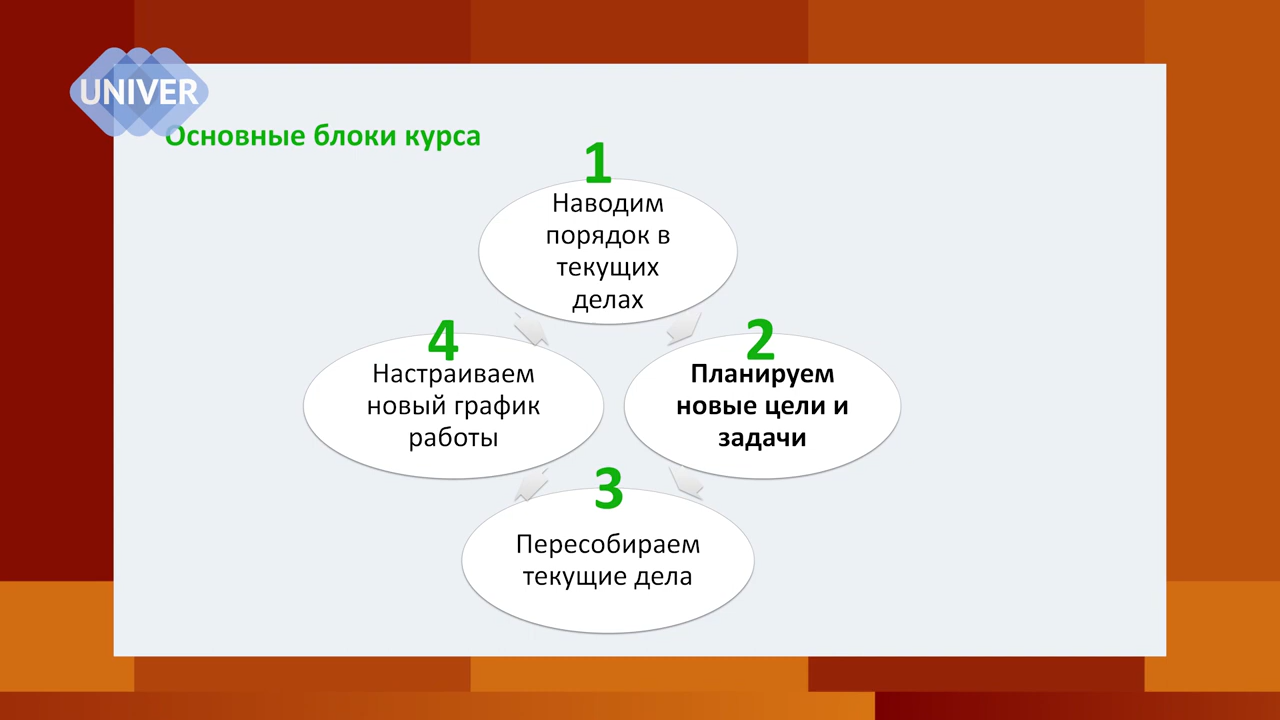 UNIVER
Основные блоки курса
1
Наводим
порядок в
текущих
делах
2
Планируем
новые цели и
задачи
3
Пересобираем
текущие дела
4
Настраиваем
новый график
работы